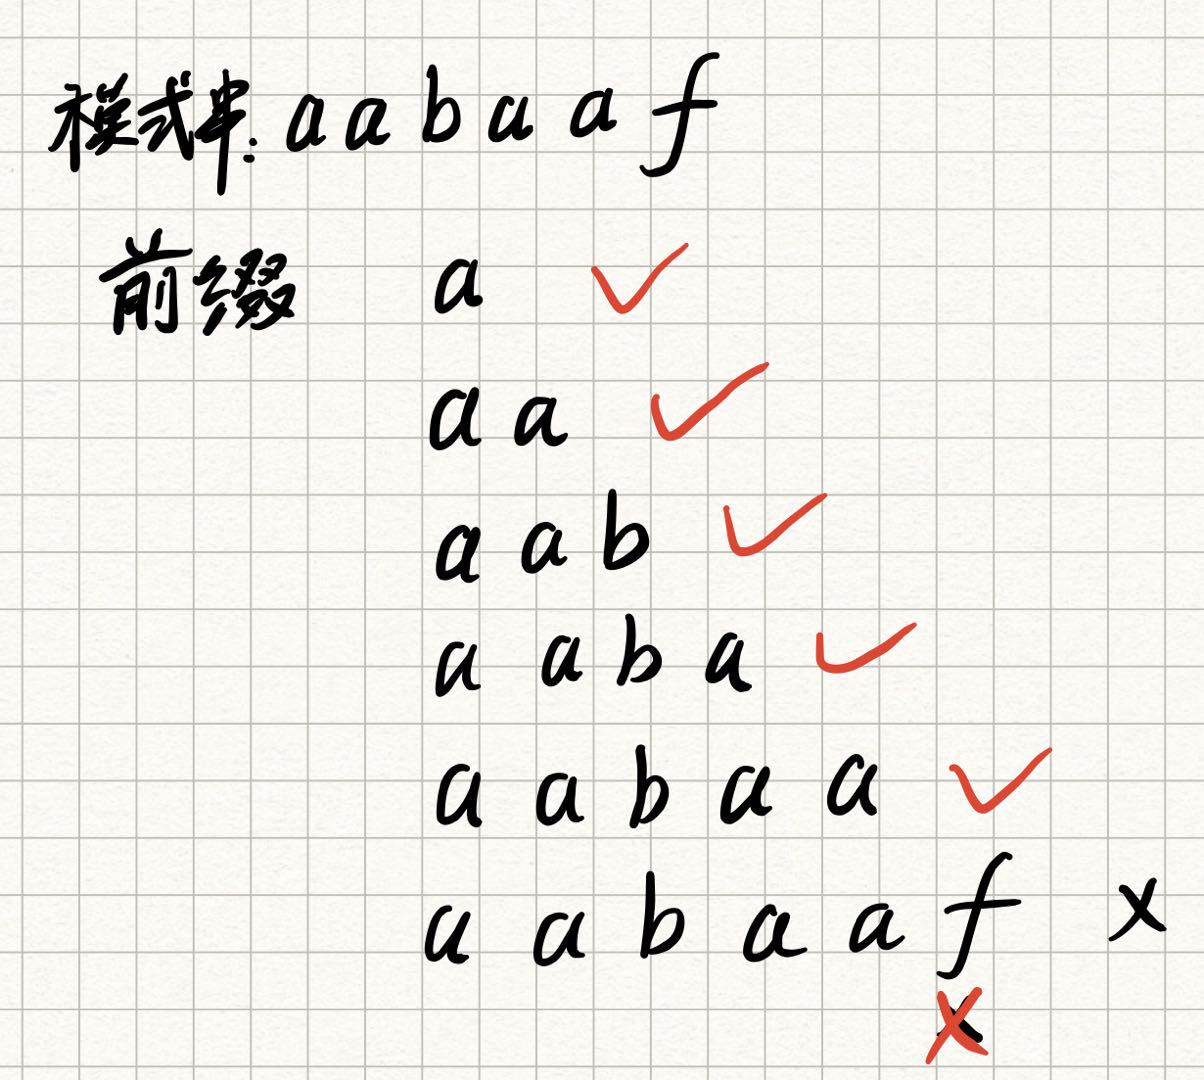 模式串: a a b a a f
前缀 a ✓
a a ✓
a a b ✓
a a b a ✓
a a b a a ✓
a a b a a f x
x